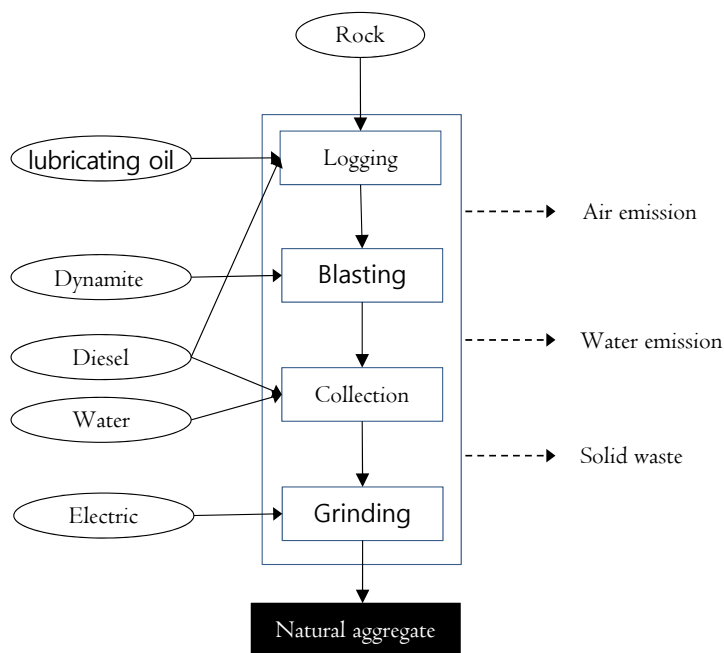 Rock
lubricating oil
Logging
Air emission
Dynamite
Blasting
Diesel
Water emission
Collection
Water
Solid waste
Electric
Grinding
Natural aggregate